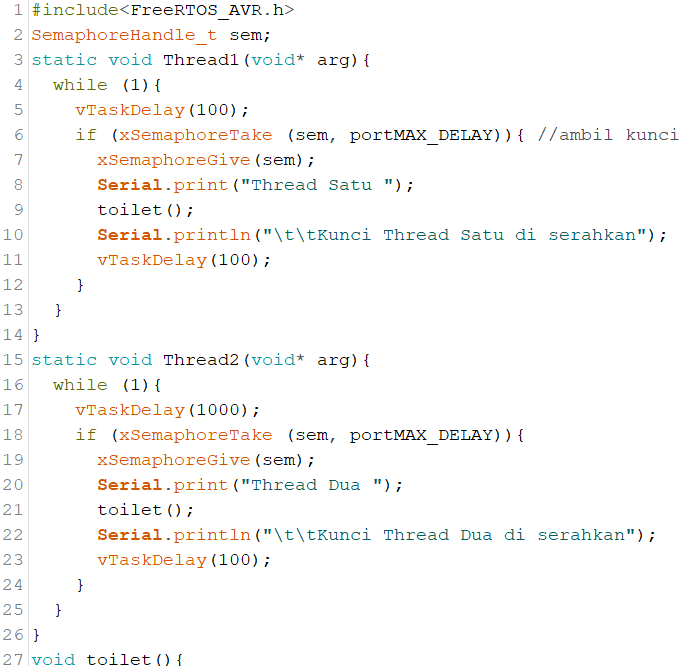 1 #include<FreeRTOS_AVR.h>
2 SemaphoreHandle_t sem;
3 static void Thread1(void* arg){
4   while (1){
5     vTaskDelay(100);
6     if (xSemaphoreTake (sem, portMAX_DELAY)){ //ambil kunci
7       xSemaphoreGive(sem);
8       Serial.print("Thread Satu ");
9       toilet();
10       Serial.println("\t\tKunci Thread Satu di serahkan");
11       vTaskDelay(100);
12     }
13   }
14 }
15 static void Thread2(void* arg){
16   while (1){
17     vTaskDelay(1000);
18     if (xSemaphoreTake (sem, portMAX_DELAY)){
19       xSemaphoreGive(sem);
20       Serial.print("Thread Dua ");
21       toilet();
22       Serial.println("\t\tKunci Thread Dua di serahkan");
23       vTaskDelay(100);
24     }
25   }
26 }
27 void toilet(){